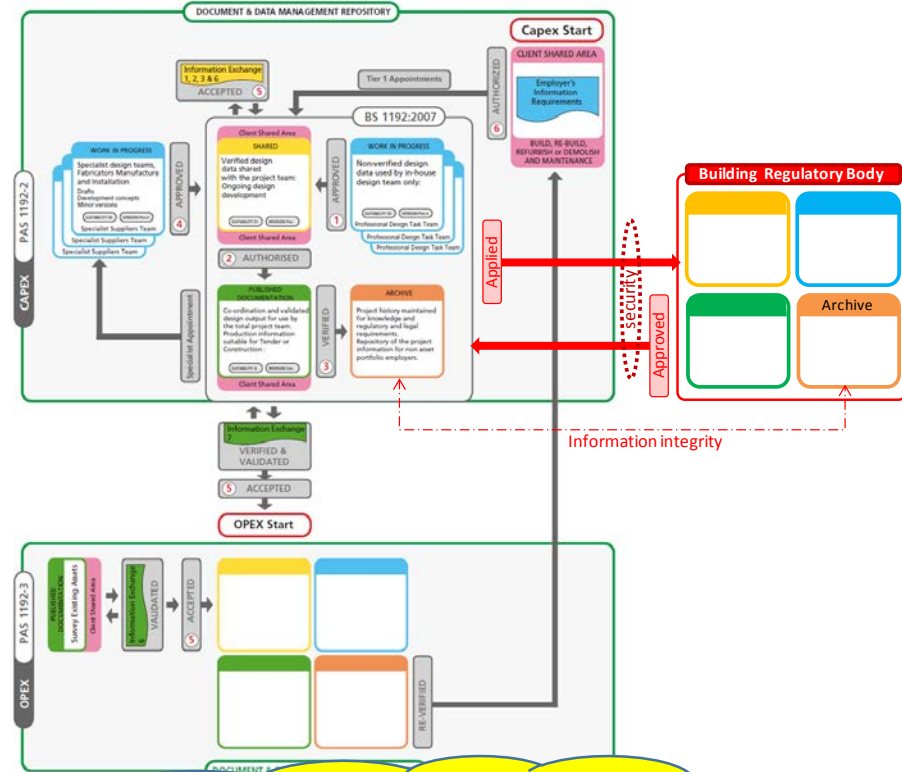 DOCUMENT & DATA MANAGEMENT REPOSITORY
Capex Start
CLIENT SHARED AREA
Employer's
Information
Requirements
BUILD, RE-BUILD,
REFURBISH or DEMOLISH
AND MAINTENANCE
AUTHORIZED
6
Tier 1 Appointments
Information Exchange
1, 2, 3 & 6
ACCEPTED 5
BS 1192:2007
PAS 1192-2
CAPEX
WORK IN PROGRESS
Specialist design teams,
Fabricators Manufacture
and Installation
Drafts
Development concepts
Minor versions
Specialist Suppliers Team
Specialist Suppliers Team
Specialist Suppliers Team
APPROVED
4
Client Shared Area
SHARED
Verified design
data shared
with the project team:
Ongoing design
development
Client Shared Area
APPROVED
1
WORK IN PROGRESS
Non-verified design
data used by in-house
design team only:
Professional Design Task Team
Professional Design Task Team
Professional Design Task Team
2 AUTHORISED
Specialist Appointment
PUBLISHED
DOCUMENTATION
Co-ordination and validated
design output for use by
the total project team.
Production information
suitable for Tender or
Construction :
Client Shared Area
VERIFIED
3
ARCHIVE
Project history maintained
for knowledge and
regulatory and legal
requirements.
Repository of the project
information for non asset
portfolio employers.
Building Regulatory Body
Archive
Applied
security
Approved
Information integrity
Information Exchange
7
VERIFIED &
VALIDATED
5 ACCEPTED
OPEX Start
PAS 1192-3
OPEX
PUBLISHED
DOCUMENTATION
Survey Existing Assets
Client Shared Area
Information Exchange
VALIDATED
ACCEPTED
5
RE-VERIFIED